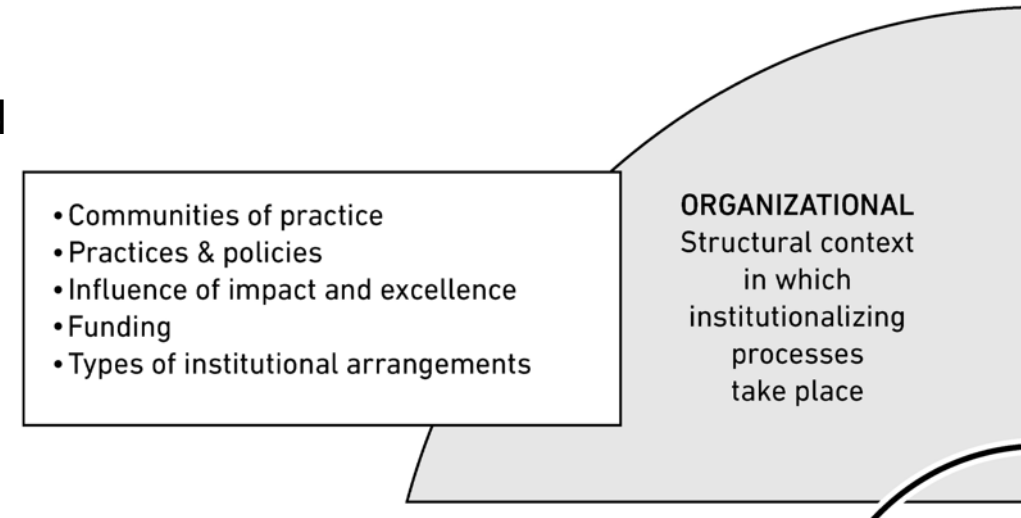 • Communities of practice
• Practices & policies
• Influence of impact and excellence
• Funding
• Types of institutional arrangements
ORGANIZATIONAL
Structural context
in which
institutionalizing
processes
take place